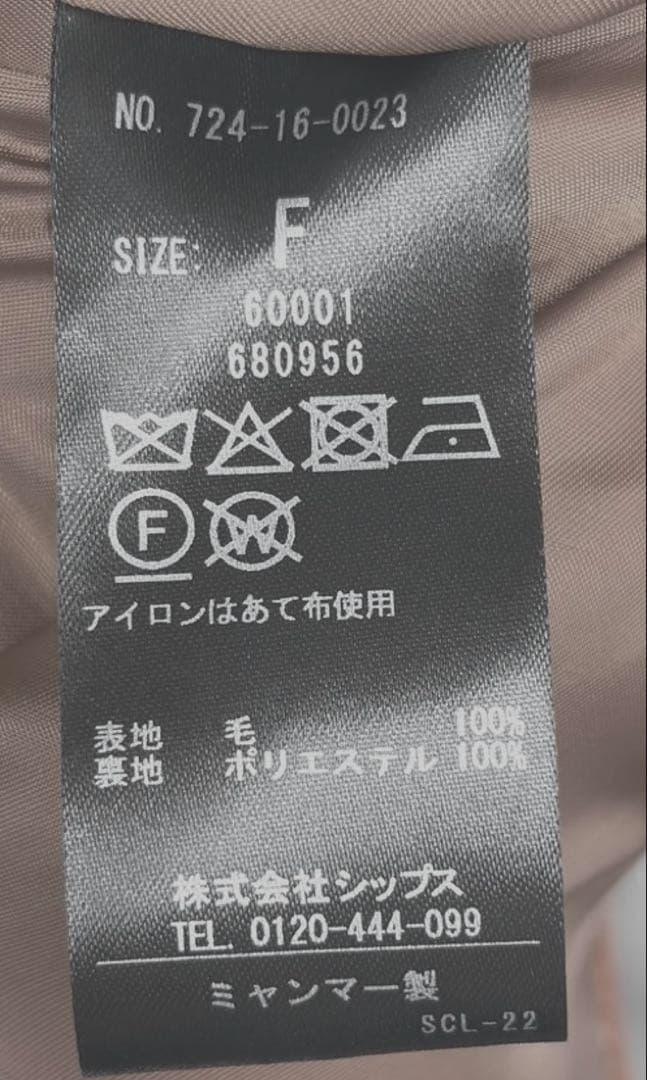 NO. 724-16-0023
SIZE: F
60001
680956
F W
アイロンはあて布使用
表地 毛 100%
裏地 ポリエステル 100%
株式会社シップス
TEL. 0120-444-099
ミャンマー製
SCL-22